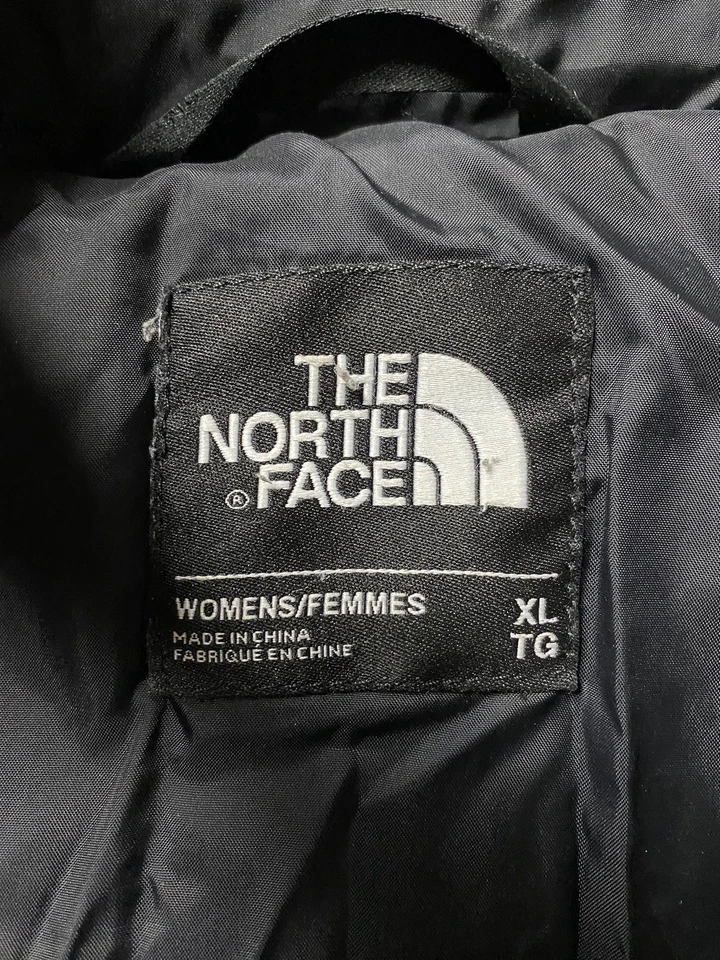 THE
NORTH
® FACE
WOMENS/FEMMES XL
MADE IN CHINA TG
FABRIQUÉ EN CHINE